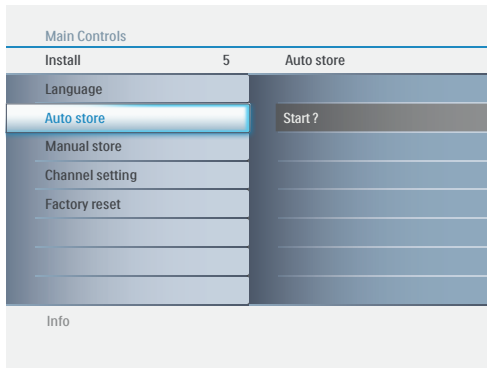 Main Controls
Install 5 Auto store
Language
Auto store Start ?
Manual store
Channel setting
Factory reset
Info